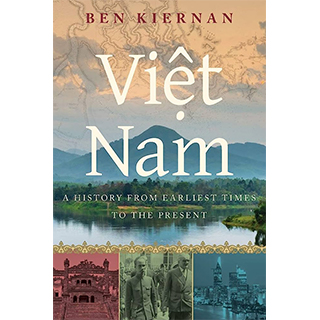 BEN KIERNAN
Việt
Nam
A HISTORY FROM EARLIEST TIMES
TO THE PRESENT